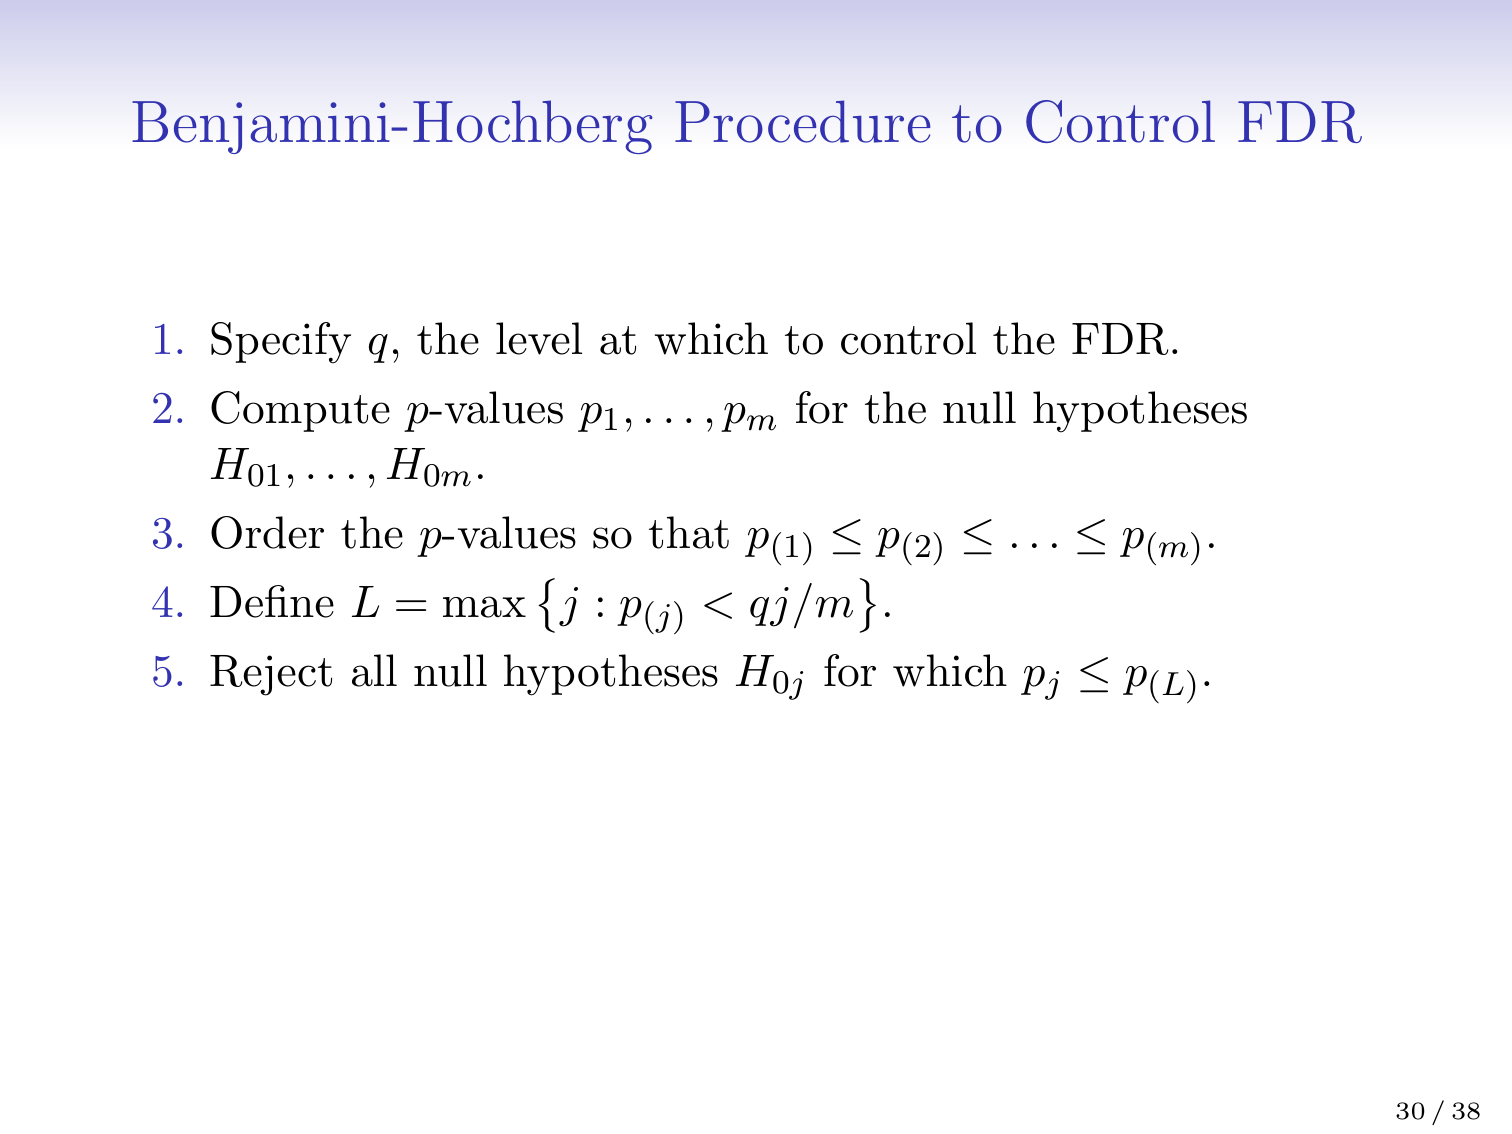 Benjamini-Hochberg Procedure to Control FDR
1. Specify q, the level at which to control the FDR.
2. Compute p-values p₁, . . . , pₘ for the null hypotheses
H₀₁, . . . , H₀ₘ.
3. Order the p-values so that p₍₁₎ ≤ p₍₂₎ ≤ . . . ≤ p₍ₘ₎.
4. Define L = max {j : p₍ⱼ₎ < qj/m}.
5. Reject all null hypotheses H₀ⱼ for which pⱼ ≤ p_(L).
30 / 38